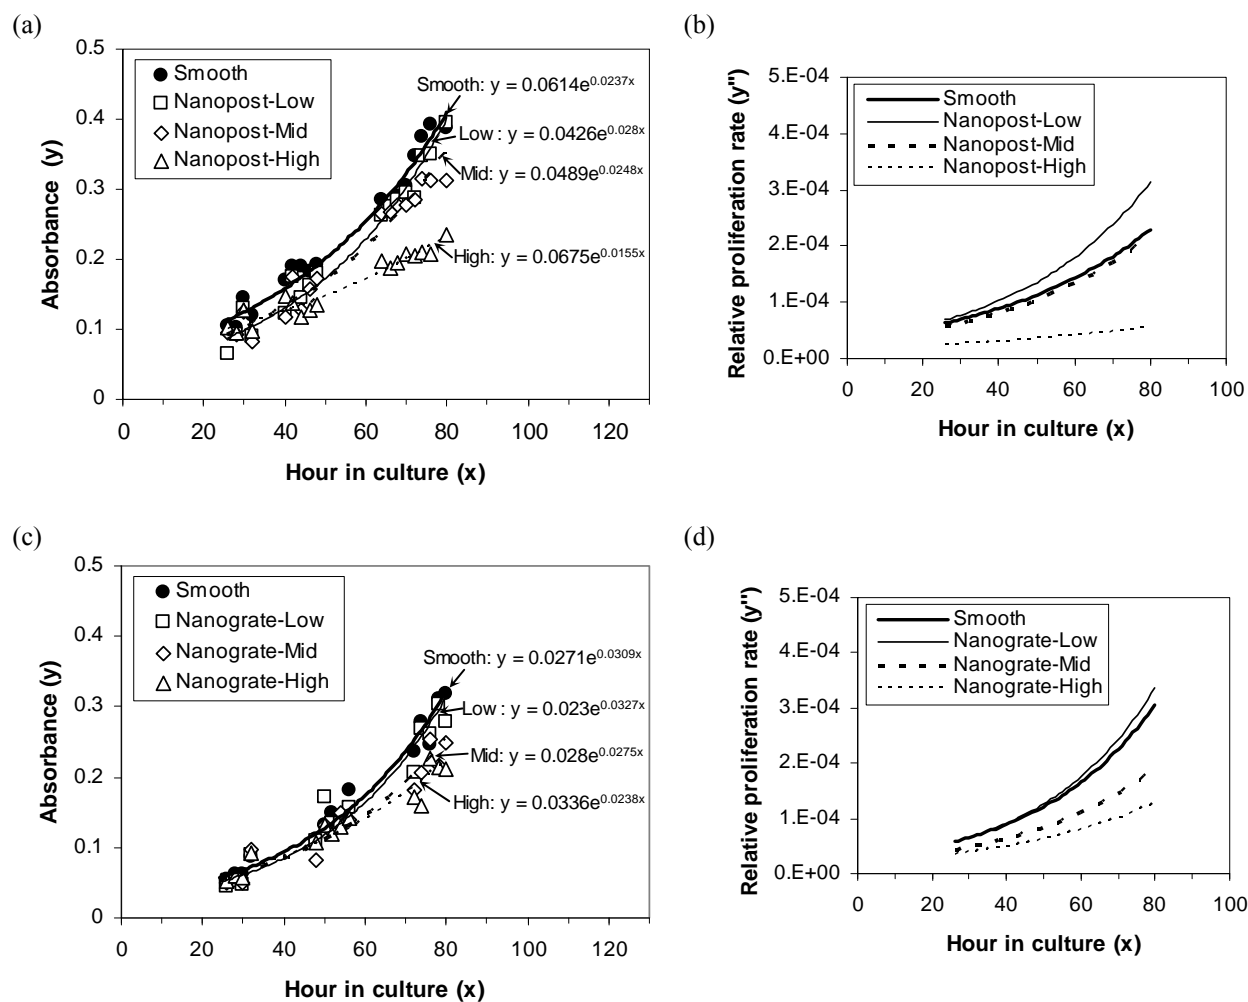 (a)
Absorbance (y)
0.5
0.4
0.3
0.2
0.1
0
Smooth
Nanopost-Low
Nanopost-Mid
Nanopost-High
Smooth: y = 0.0614e^0.0237x
Low : y = 0.0426e^0.028x
Mid: y = 0.0489e^0.0248x
High: y = 0.0675e^0.0155x
0 20 40 60 80 100 120
Hour in culture (x)
(b)
Relative proliferation rate (y'')
5.E-04
4.E-04
3.E-04
2.E-04
1.E-04
0.E+00
Smooth
Nanopost-Low
Nanopost-Mid
Nanopost-High
0 20 40 60 80 100
Hour in culture (x)
(c)
Absorbance (y)
0.5
0.4
0.3
0.2
0.1
0
Smooth
Nanograte-Low
Nanograte-Mid
Nanograte-High
Smooth: y = 0.0271e^0.0309x
Low : y = 0.023e^0.0327x
Mid: y = 0.028e^0.0275x
High: y = 0.0336e^0.0238x
0 20 40 60 80 100 120
Hour in culture (x)
(d)
Relative proliferation rate (y'')
5.E-04
4.E-04
3.E-04
2.E-04
1.E-04
0.E+00
Smooth
Nanograte-Low
Nanograte-Mid
Nanograte-High
0 20 40 60 80 100
Hour in culture (x)